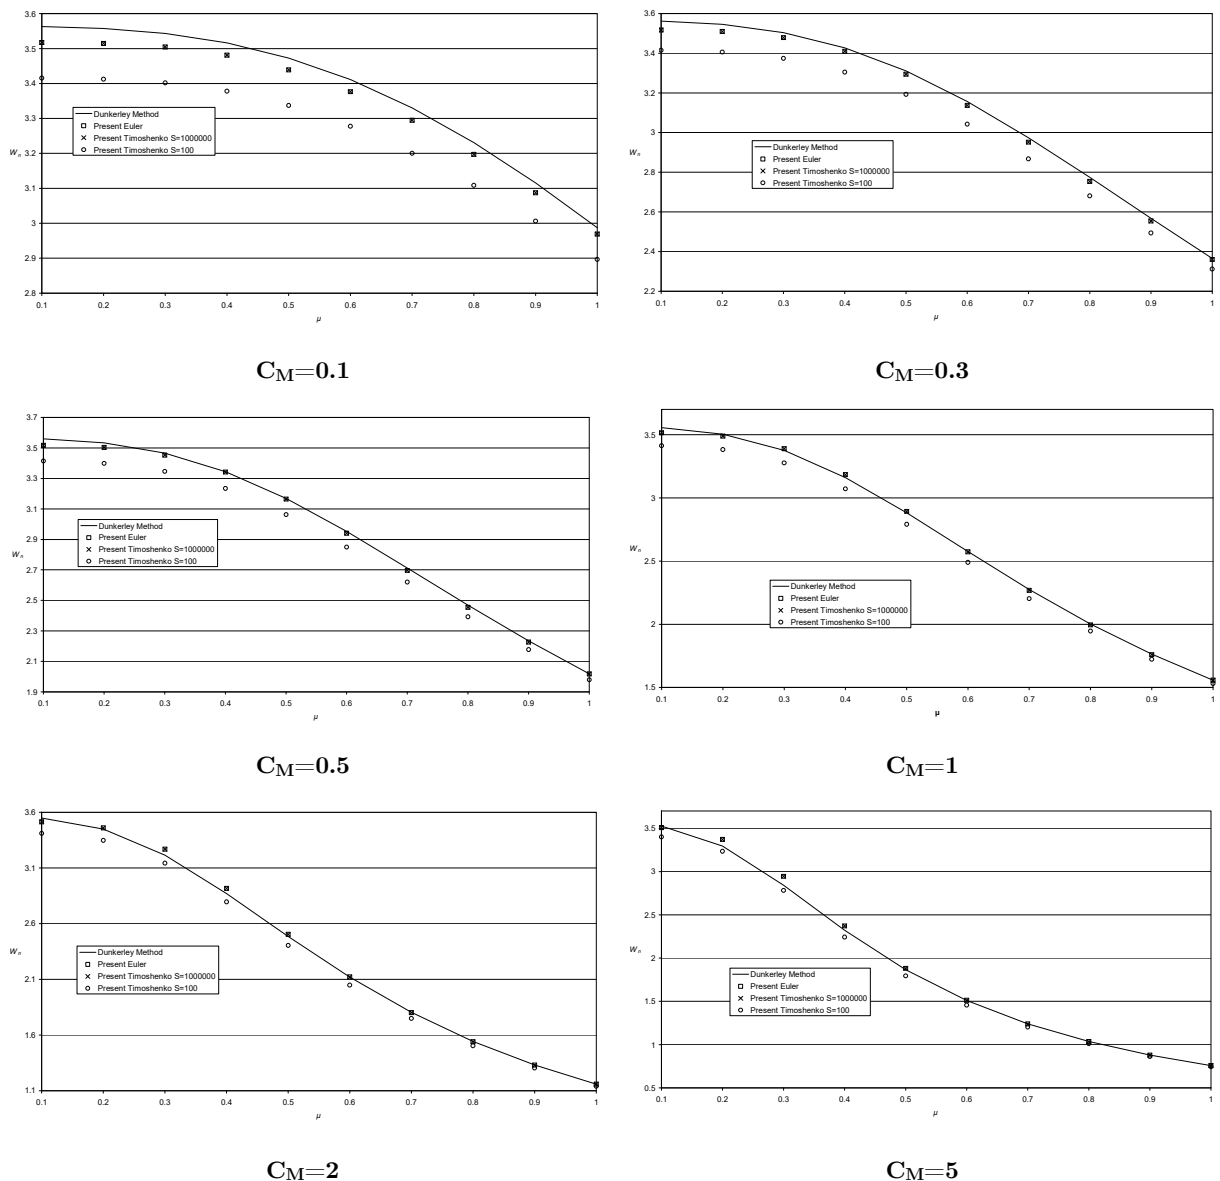 3.6
3.5
3.4
3.3
3.2
3.1
3
2.9
2.8
W n
Dunkerley Method
Present Euler
Present Timoshenko S=1000000
Present Timoshenko S=100
0.1 0.2 0.3 0.4 0.5 0.6 0.7 0.8 0.9 1
μ
C_M=0.1
3.6
3.4
3.2
3
2.8
2.6
2.4
2.2
W n
Dunkerley Method
Present Euler
Present Timoshenko S=1000000
Present Timoshenko S=100
0.1 0.2 0.3 0.4 0.5 0.6 0.7 0.8 0.9 1
μ
C_M=0.3
3.7
3.5
3.3
3.1
2.9
2.7
2.5
2.3
2.1
1.9
W n
Dunkerley Method
Present Euler
Present Timoshenko S=1000000
Present Timoshenko S=100
0.1 0.2 0.3 0.4 0.5 0.6 0.7 0.8 0.9 1
μ
C_M=0.5
3.5
3
2.5
2
1.5
W n
Dunkerley Method
Present Euler
Present Timoshenko S=1000000
Present Timoshenko S=100
0.1 0.2 0.3 0.4 0.5 0.6 0.7 0.8 0.9 1
μ
C_M=1
3.6
3.1
2.6
2.1
1.6
1.1
W n
Dunkerley Method
Present Euler
Present Timoshenko S=1000000
Present Timoshenko S=100
0.1 0.2 0.3 0.4 0.5 0.6 0.7 0.8 0.9 1
μ
C_M=2
3.5
3
2.5
2
1.5
1
0.5
W n
Dunkerley Method
Present Euler
Present Timoshenko S=1000000
Present Timoshenko S=100
0.1 0.2 0.3 0.4 0.5 0.6 0.7 0.8 0.9 1
μ
C_M=5